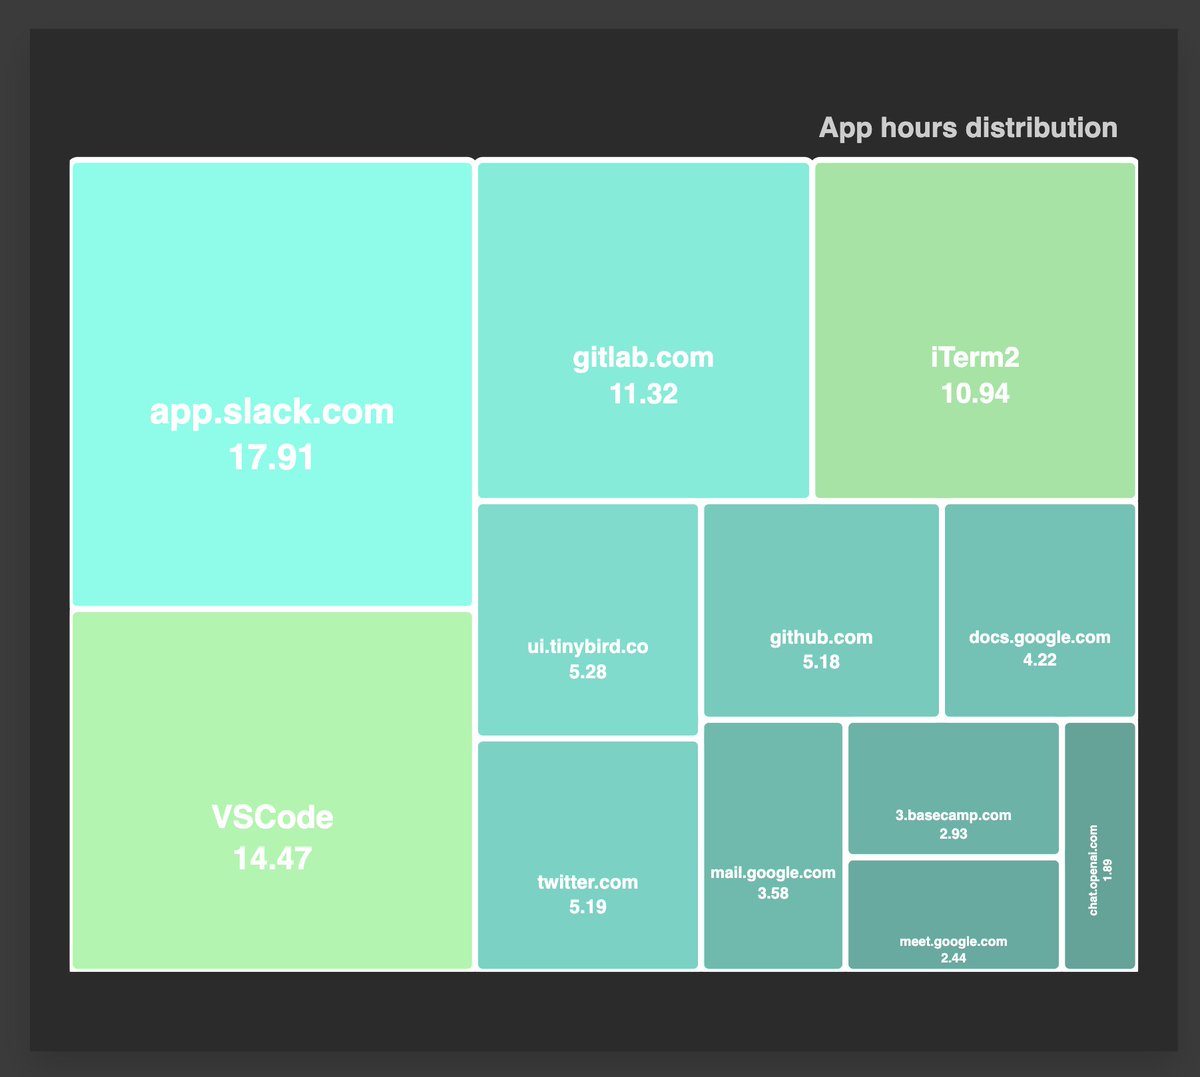 App hours distribution
app.slack.com
17.91
gitlab.com
11.32
iTerm2
10.94
VSCode
14.47
ui.tinybird.co
5.28
github.com
5.18
docs.google.com
4.22
twitter.com
5.19
mail.google.com
3.58
3.basecamp.com
2.93
meet.google.com
2.44
chat.openai.com
1.89